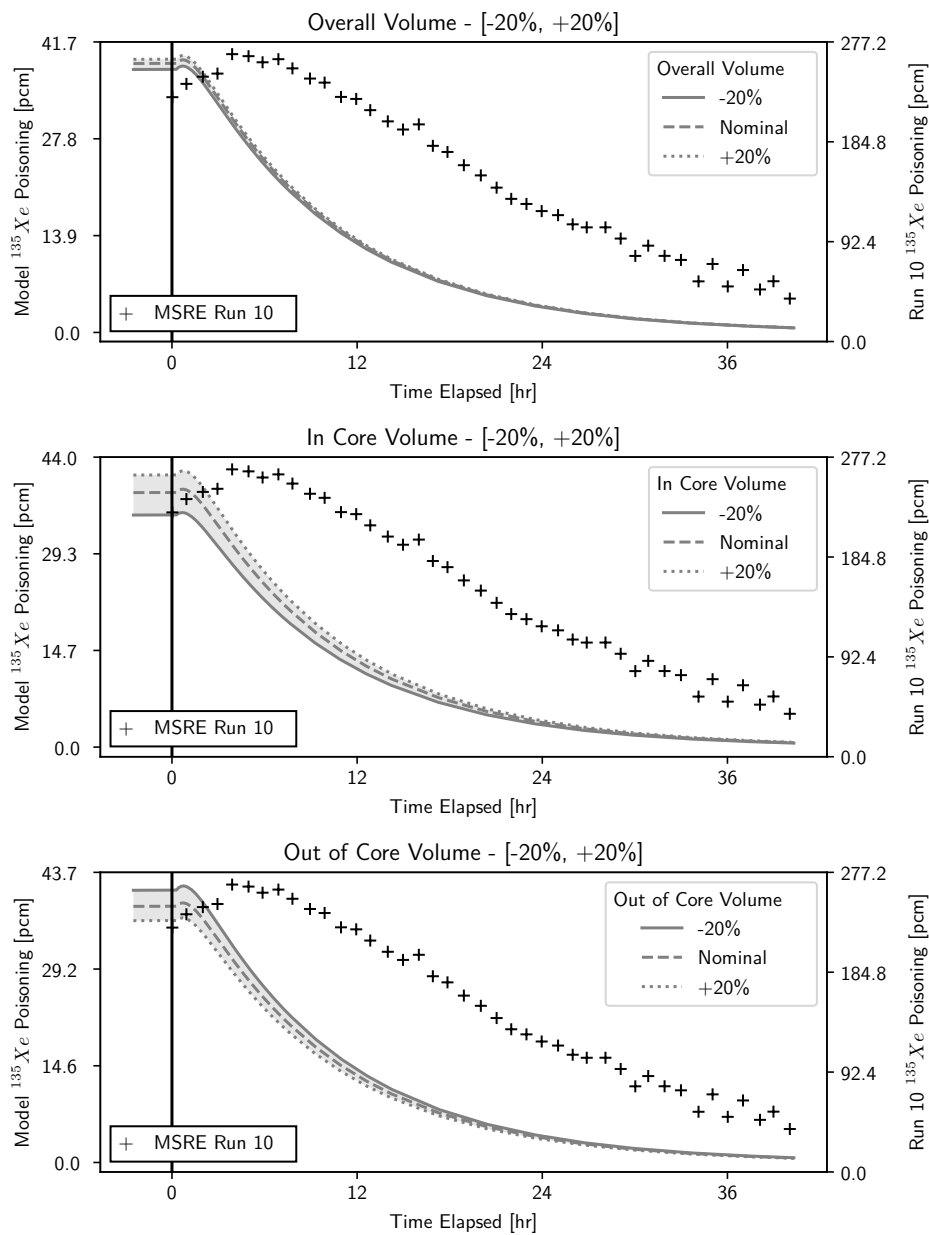 Overall Volume - [-20%, +20%]
Model ¹³⁵Xe Poisoning [pcm]
41.7
27.8
13.9
0.0
Overall Volume
-20%
Nominal
+20%
MSRE Run 10
277.2
184.8
92.4
0.0
Run 10 ¹³⁵Xe Poisoning [pcm]
0 12 24 36
Time Elapsed [hr]
In Core Volume - [-20%, +20%]
Model ¹³⁵Xe Poisoning [pcm]
44.0
29.3
14.7
0.0
In Core Volume
-20%
Nominal
+20%
MSRE Run 10
277.2
184.8
92.4
0.0
Run 10 ¹³⁵Xe Poisoning [pcm]
0 12 24 36
Time Elapsed [hr]
Out of Core Volume - [-20%, +20%]
Model ¹³⁵Xe Poisoning [pcm]
43.7
29.2
14.6
0.0
Out of Core Volume
-20%
Nominal
+20%
MSRE Run 10
277.2
184.8
92.4
0.0
Run 10 ¹³⁵Xe Poisoning [pcm]
0 12 24 36
Time Elapsed [hr]